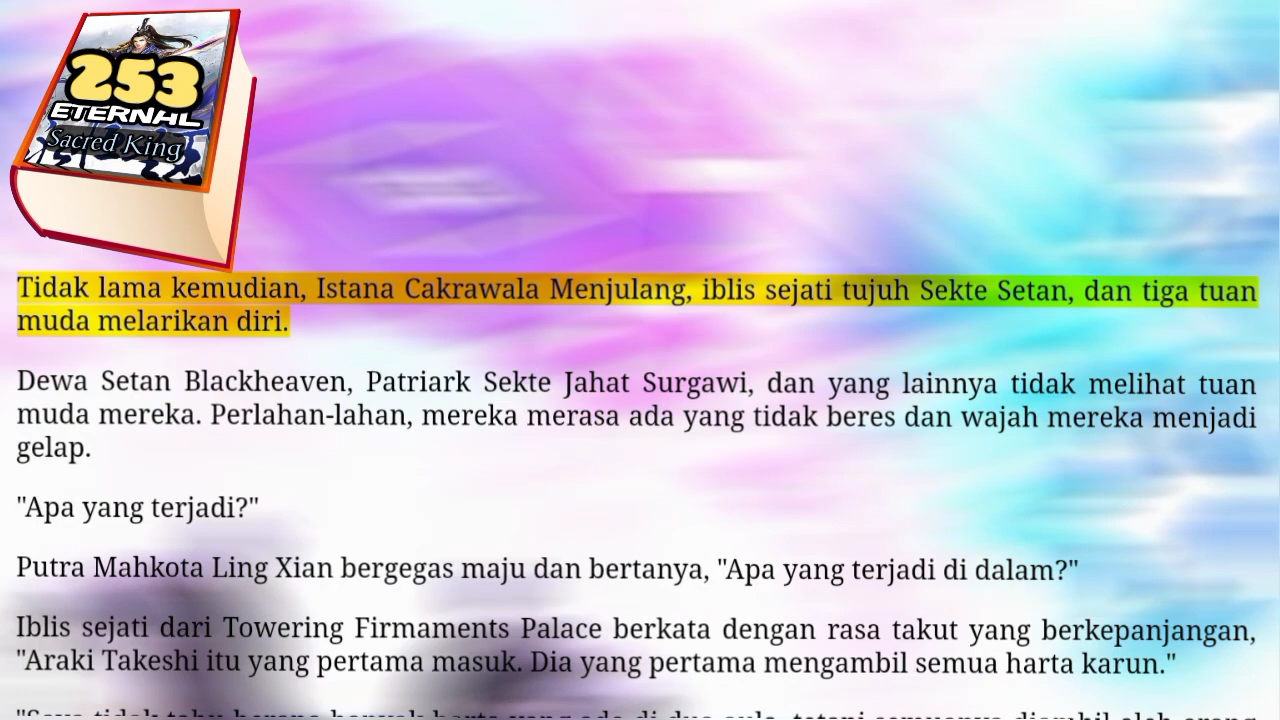 253
ETERNAL
Sacred King
Tidak lama kemudian, Istana Cakrawala Menjulang, iblis sejati tujuh Sekte Setan, dan tiga tuan
muda melarikan diri.
Dewa Setan Blackheaven, Patriark Sekte Jahat Surgawi, dan yang lainnya tidak melihat tuan
muda mereka. Perlahan-lahan, mereka merasa ada yang tidak beres dan wajah mereka menjadi
gelap.
"Apa yang terjadi?"
Putra Mahkota Ling Xian bergegas maju dan bertanya, "Apa yang terjadi di dalam?"
Iblis sejati dari Towering Firmaments Palace berkata dengan rasa takut yang berkepanjangan,
"Araki Takeshi itu yang pertama masuk. Dia yang pertama mengambil semua harta karun."